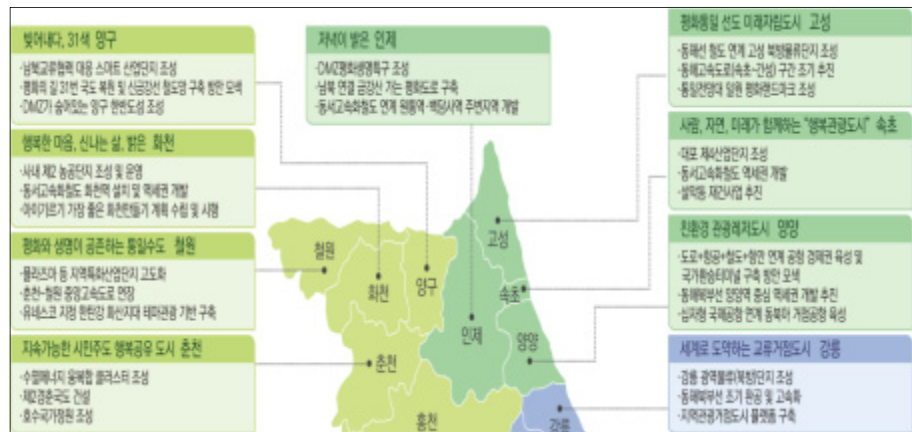 빚어내다, 31색 양구
·남북교류협력 대응 스마트 산업단지 조성
·평화의 길 31번 국도 복원 및 신금강선 철도망 구축 방안 모색
·DMZ가 숨어있는 양구 한반도섬 조성
행복한 마음, 신나는 삶, 밝은 화천
·사내 제2 농공단지 조성 및 운영
·동서고속화철도 화천역 설치 및 역세권 개발
·아이기르기 가장 좋은 화천만들기 계획 수립 및 시행
평화와 생명이 공존하는 통일수도 철원
·플라즈마 등 지역특화산업단지 고도화
·춘천~철원 중앙고속도로 연장
·유네스코 지정 한탄강 화산지대 테마관광 기반 구축
지속가능한 시민주도 행복공유 도시 춘천
·수열에너지 융복합 클러스터 조성
·제2경춘국도 건설
·호수국가정원 조성
저녁이 밝은 인제
·DMZ평화생명특구 조성
·남북 연결 금강산 가는 평화도로 구축
·동서고속화철도 연계 원통역·백담사역 주변지역 개발
평화통일 선도 미래자립도시 고성
·동해선 철도 연계 고성 북방물류단지 조성
·동해고속도로(속초~간성) 구간 조기 추진
·통일전망대 일원 평화랜드마크 조성
사람, 자연, 미래가 함께하는 "행복관광도시" 속초
·대포 제4산업단지 조성
·동서고속화철도 역세권 개발
·설악동 재건사업 추진
친환경 관광레저도시 양양
·도로+항공+철도+항만 연계 공항 경제권 육성 및
국가환승터미널 구축 방안 모색
·동해북부선 양양역 중심 역세권 개발 추진
·십자형 국제공항 연계 동북아 거점공항 육성
세계로 도약하는 교류거점도시 강릉
·강릉 광역물류(북방)단지 조성
·동해북부선 조기 완공 및 고속화
·지역관광거점도시 플랫폼 구축
철원
화천
양구
고성
속초
인제
양양
춘천
홍천
강릉